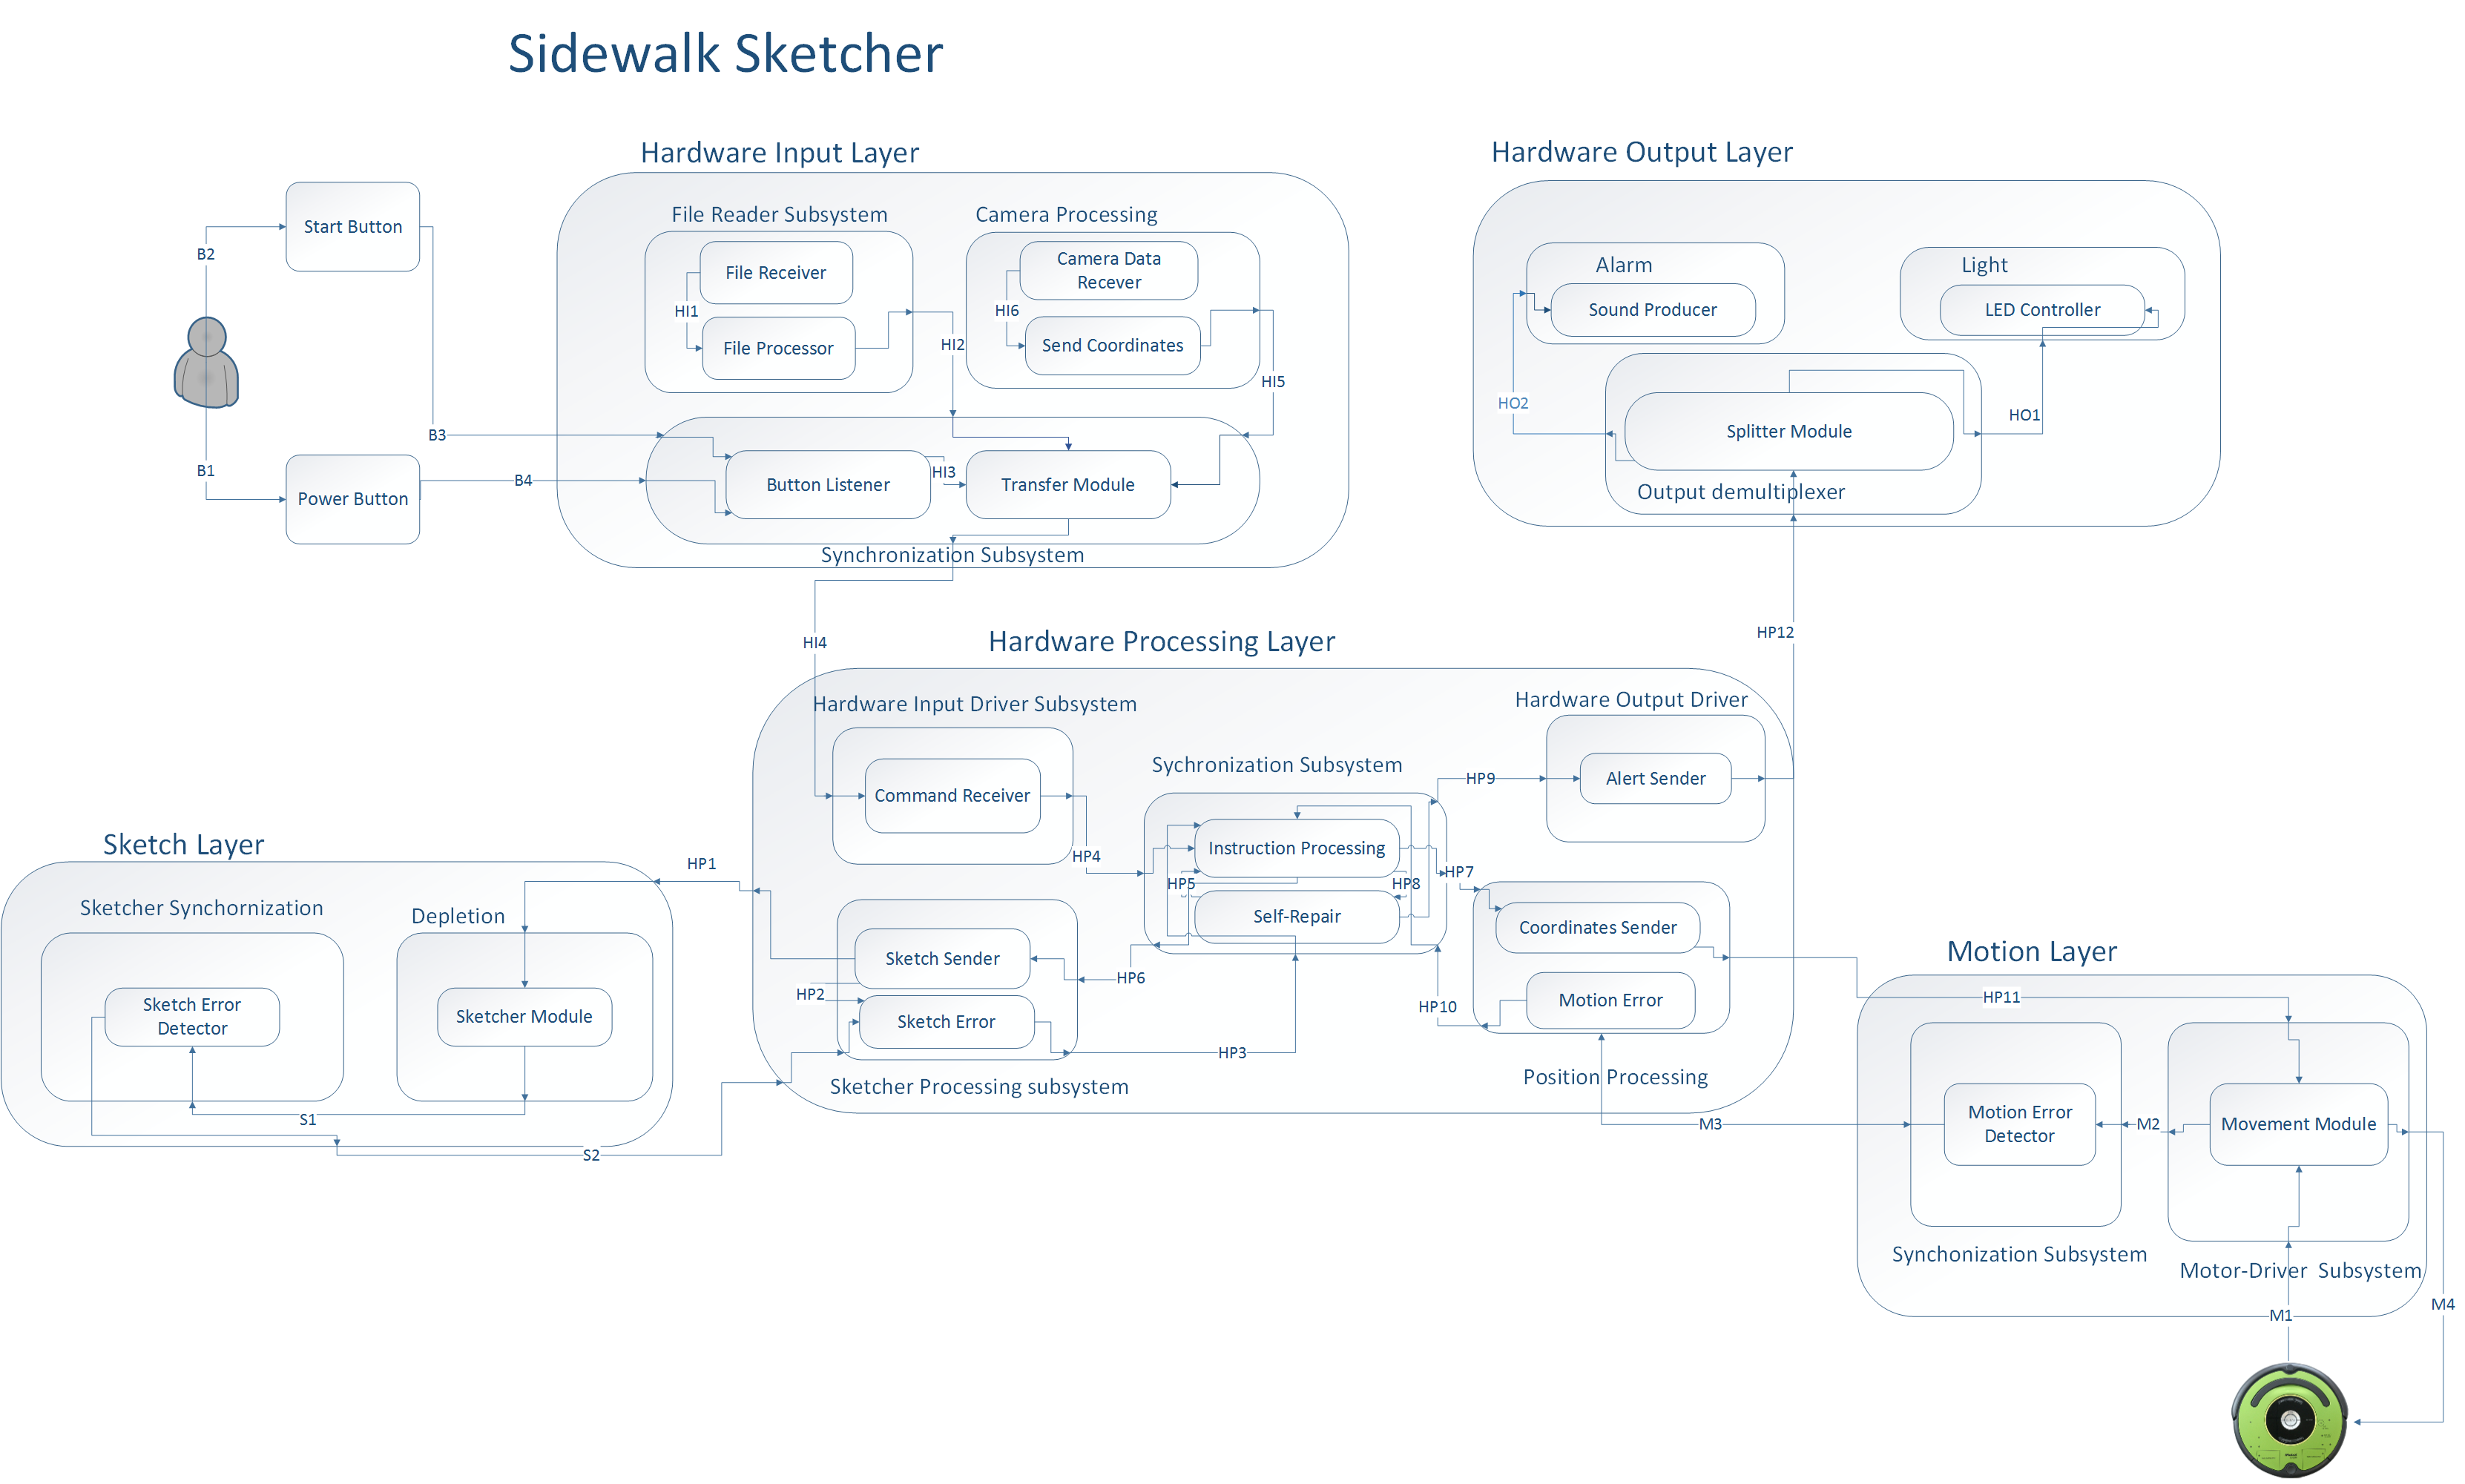 Sidewalk Sketcher
Hardware Input Layer
Hardware Output Layer
Start Button
B2
B1
Power Button
B3
B4
File Reader Subsystem
File Receiver
HI1
File Processor
HI2
Camera Processing
Camera Data
Recever
HI6
Send Coordinates
HI5
Button Listener
HI3
Transfer Module
Synchronization Subsystem
HI4
Alarm
Sound Producer
Light
LED Controller
HO2
Splitter Module
HO1
Output demultiplexer
HP12
Hardware Processing Layer
Hardware Input Driver Subsystem
Command Receiver
HP4
Sychronization Subsystem
Instruction Processing
HP5
HP8
Self-Repair
HP7
HP9
Hardware Output Driver
Alert Sender
Coordinates Sender
Motion Error
HP10
Position Processing
HP1
Sketch Sender
HP2
Sketch Error
HP6
HP3
Sketcher Processing subsystem
Sketch Layer
Sketcher Synchornization
Sketch Error
Detector
Depletion
Sketcher Module
S1
S2
Motion Layer
HP11
Motion Error
Detector
M3
M2
Movement Module
Synchonization Subsystem
Motor-Driver Subsystem
M1
M4